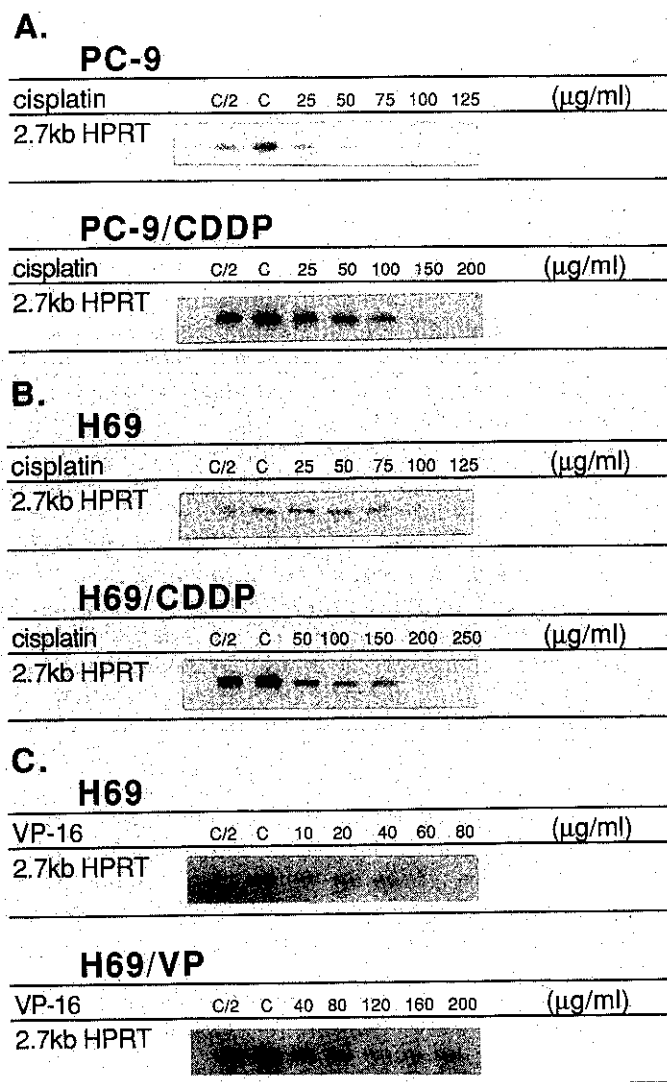 A.
PC-9
cisplatin C/2 C 25 50 75 100 125 (μg/ml)
2.7kb HPRT
PC-9/CDDP
cisplatin C/2 C 25 50 100 150 200 (μg/ml)
2.7kb HPRT
B.
H69
cisplatin C/2 C 25 50 75 100 125 (μg/ml)
2.7kb HPRT
H69/CDDP
cisplatin C/2 C 50 100 150 200 250 (μg/ml)
2.7kb HPRT
C.
H69
VP-16 C/2 C 10 20 40 60 80 (μg/ml)
2.7kb HPRT
H69/VP
VP-16 C/2 C 40 80 120 160 200 (μg/ml)
2.7kb HPRT